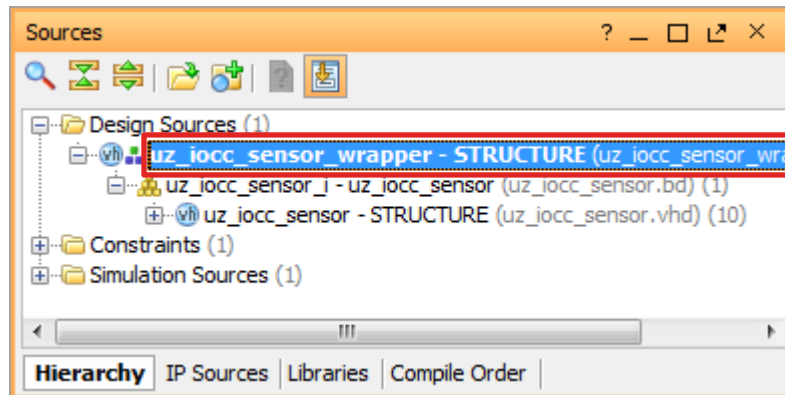 Sources
Design Sources (1)
uz_iocc_sensor_wrapper - STRUCTURE (uz_iocc_sensor_wra
uz_iocc_sensor_i - uz_iocc_sensor (uz_iocc_sensor.bd) (1)
uz_iocc_sensor - STRUCTURE (uz_iocc_sensor.vhd) (10)
Constraints (1)
Simulation Sources (1)
Hierarchy IP Sources Libraries Compile Order